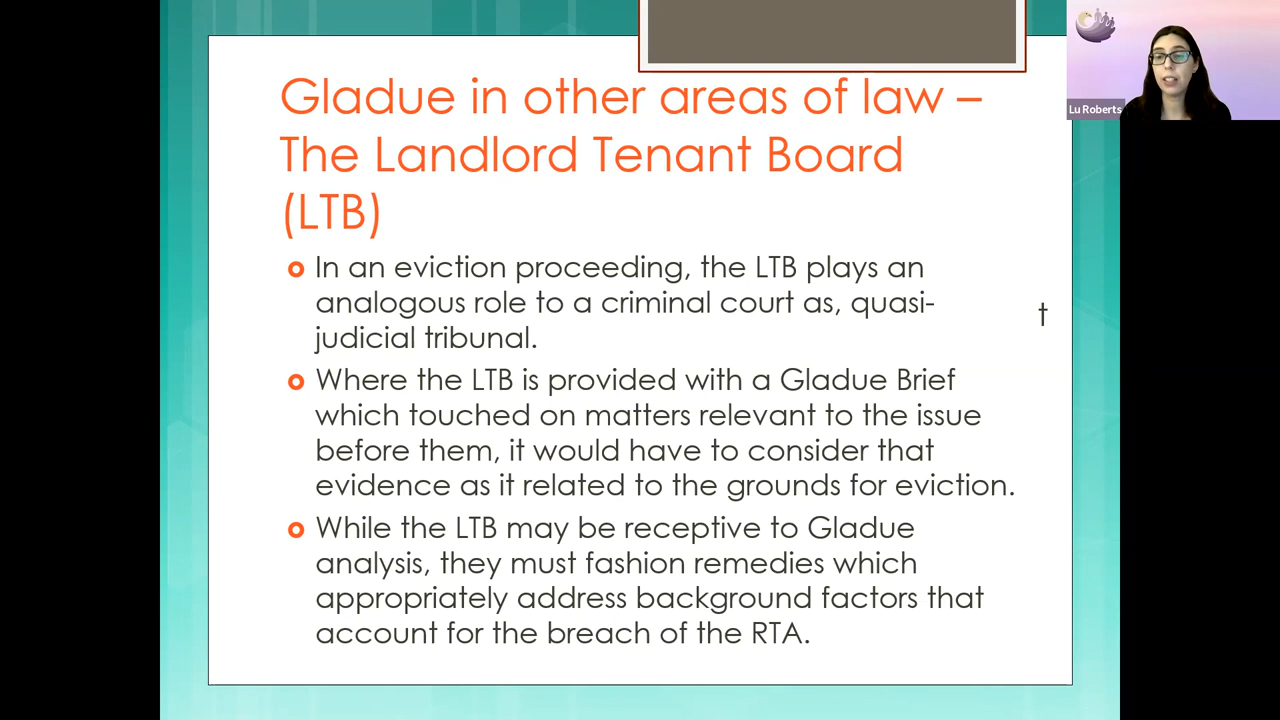 Gladue in other areas of law –
The Landlord Tenant Board
(LTB)
In an eviction proceeding, the LTB plays an
analogous role to a criminal court as, quasi-
judicial tribunal.
t
Where the LTB is provided with a Gladue Brief
which touched on matters relevant to the issue
before them, it would have to consider that
evidence as it related to the grounds for eviction.
While the LTB may be receptive to Gladue
analysis, they must fashion remedies which
appropriately address background factors that
account for the breach of the RTA.
Lu Roberts